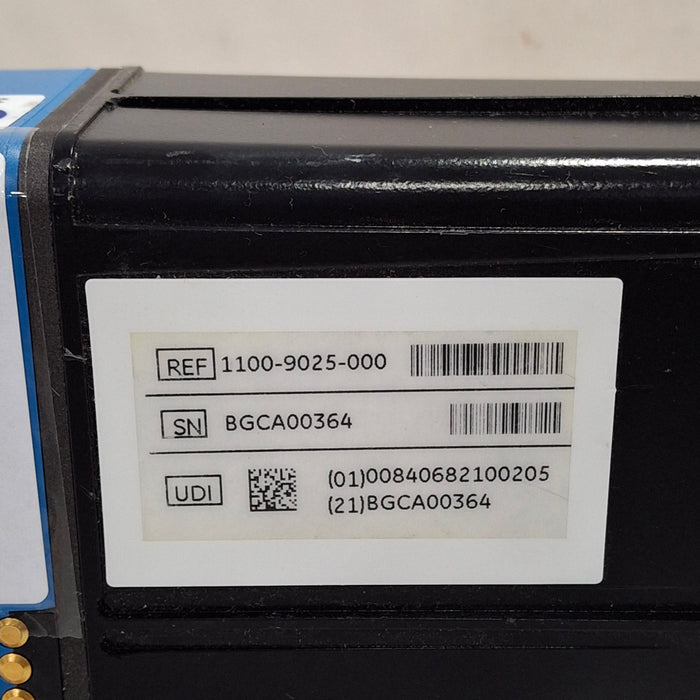 REF 1100-9025-000
SN BGCA00364
UDI (01)00840682100205
(21)BGCA00364